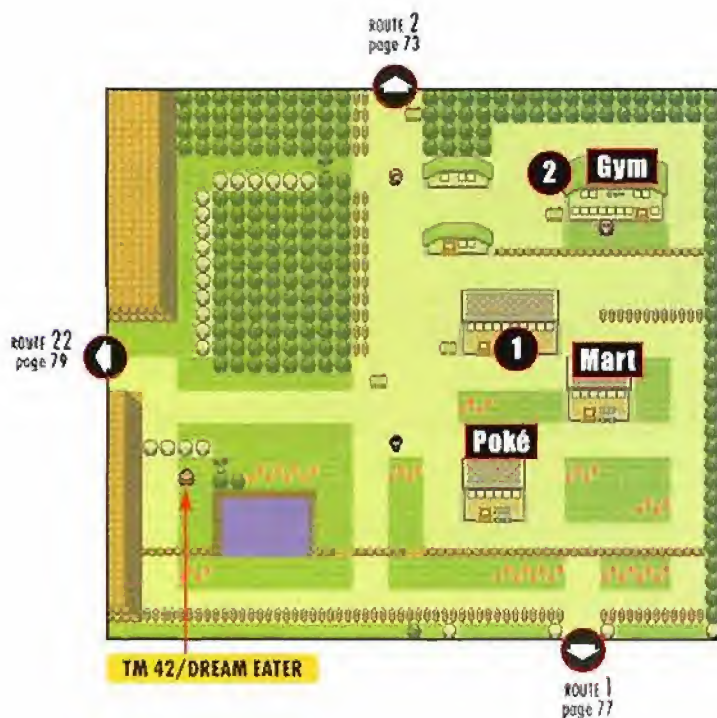 ROUTE 2
page 73
2
Gym
ROUTE 22
page 79
1
Mart
Poké
TM 42/DREAM EATER
ROUTE 1
page 77